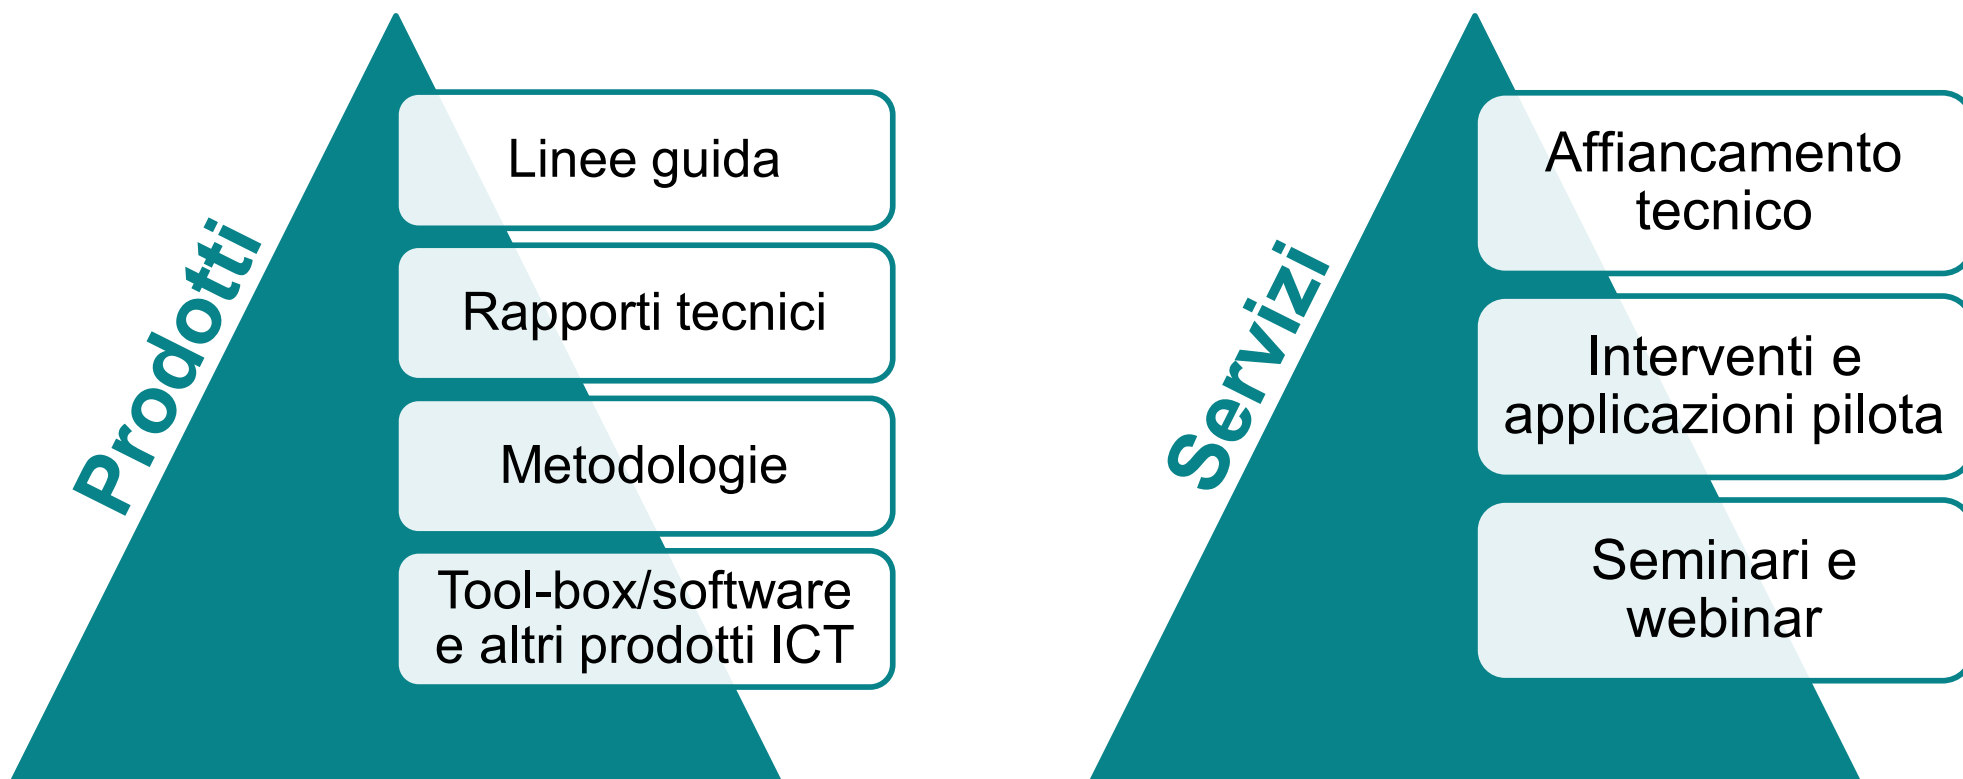 Prodotti
Linee guida
Rapporti tecnici
Metodologie
Tool-box/software
e altri prodotti ICT
Servizi
Affiancamento
tecnico
Interventi e
applicazioni pilota
Seminari e
webinar